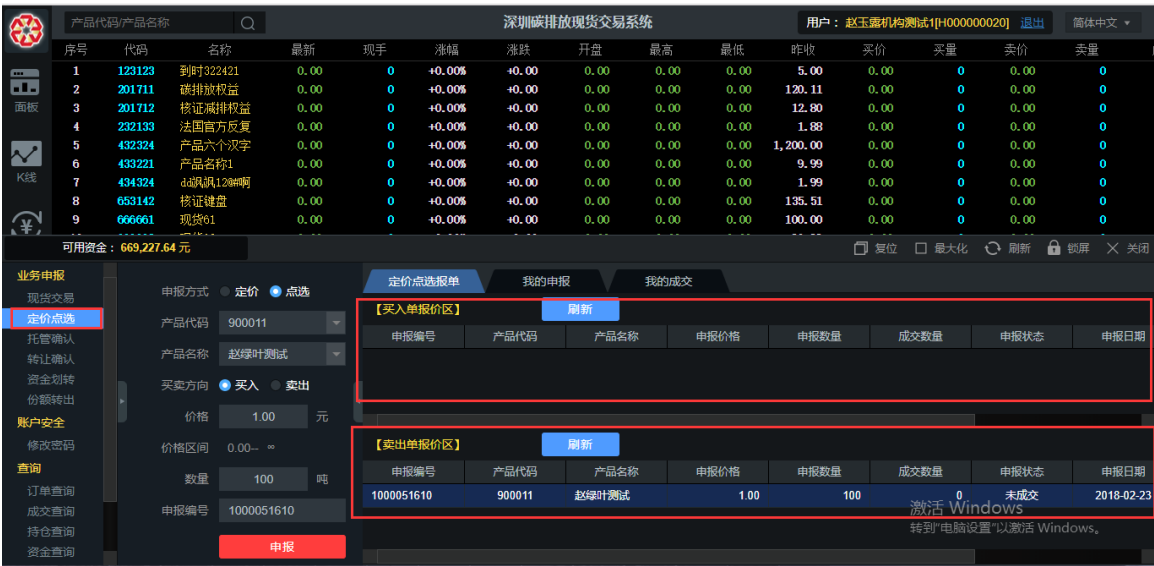 产品代码/产品名称 深圳碳排放现货交易系统 用户： 赵玉露机构测试1[H000000020] 退出 简体中文
序号 代码 名称 最新 现手 涨幅 涨跌 开盘 最高 最低 昨收 买价 买量 卖价 卖量
1 123123 到时322421 0.00 0 +0.00% +0.00 0.00 0.00 0.00 5.00 0.00 0 0.00 0
2 201711 碳排放权益 0.00 0 +0.00% +0.00 0.00 0.00 0.00 120.11 0.00 0 0.00 0
3 201712 核证减排权益 0.00 0 +0.00% +0.00 0.00 0.00 0.00 12.80 0.00 0 0.00 0
4 232133 法国官方反复 0.00 0 +0.00% +0.00 0.00 0.00 0.00 1.88 0.00 0 0.00 0
5 432324 产品六个汉字 0.00 0 +0.00% +0.00 0.00 0.00 0.00 1,200.00 0.00 0 0.00 0
6 433221 产品名称1 0.00 0 +0.00% +0.00 0.00 0.00 0.00 9.99 0.00 0 0.00 0
7 434324 dd飒飒12@#啊 0.00 0 +0.00% +0.00 0.00 0.00 0.00 1.99 0.00 0 0.00 0
8 653142 核证键盘 0.00 0 +0.00% +0.00 0.00 0.00 0.00 135.51 0.00 0 0.00 0
9 666661 现货61 0.00 0 +0.00% +0.00 0.00 0.00 0.00 100.00 0.00 0 0.00 0
面板
K线
可用资金： 669,227.64 元 复位 最大化 刷新 锁屏 关闭
业务申报
现货交易
定价点选
托管确认
转让确认
资金划转
份额转出
账户安全
修改密码
查询
订单查询
成交查询
持仓查询
资金查询
申报方式 定价 点选
产品代码 900011
产品名称 赵绿叶测试
买卖方向 买入 卖出
价格 1.00 元
价格区间 0.00-- ∞
数量 100 吨
申报编号 1000051610
申报
定价点选报单 我的申报 我的成交
【买入单报价区】 刷新
申报编号 产品代码 产品名称 申报价格 申报数量 成交数量 申报状态 申报日期
【卖出单报价区】 刷新
申报编号 产品代码 产品名称 申报价格 申报数量 成交数量 申报状态 申报日期
1000051610 900011 赵绿叶测试 1.00 100 0 未成交 2018-02-23
激活 Windows
转到"电脑设置"以激活 Windows。